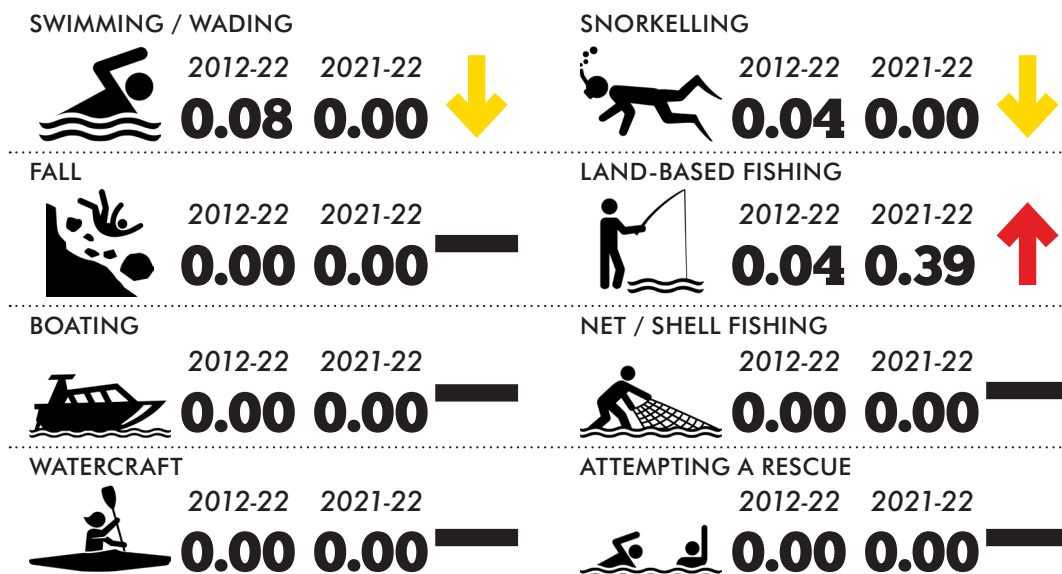 SWIMMING / WADING
2012-22 2021-22
0.08 0.00
SNORKELLING
2012-22 2021-22
0.04 0.00
FALL
2012-22 2021-22
0.00 0.00
LAND-BASED FISHING
2012-22 2021-22
0.04 0.39
BOATING
2012-22 2021-22
0.00 0.00
NET / SHELL FISHING
2012-22 2021-22
0.00 0.00
WATERCRAFT
2012-22 2021-22
0.00 0.00
ATTEMPTING A RESCUE
2012-22 2021-22
0.00 0.00